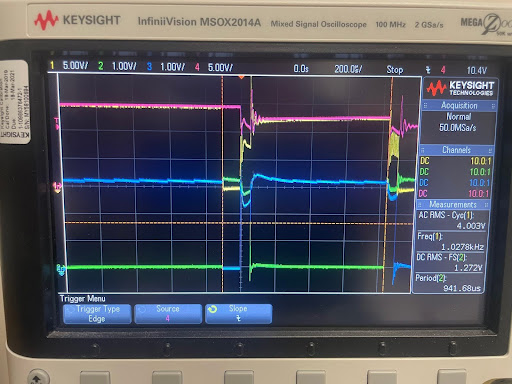 KEYSIGHT InfiniiVision MSOX2014A Mixed Signal Oscilloscope 100 MHz 2 GSa/s MEGA Zoom
1 5.00V/ 2 1.00V/ 3 1.00V/ 4 5.00V/ 0.0s 200.0us/ Stop 4 10.4V
KEYSIGHT
TECHNOLOGIES
Acquisition
Normal
50.0MSa/s
Channels
DC 10.0:1
DC 10.0:1
DC 10.0:1
DC 10.0:1
Measurements
AC RMS - Cyc(1):
4.003V
Freq(1):
1.0278kHz
DC RMS - FS(2):
1.272V
Period(2):
941.68us
Trigger Menu
Trigger Type
Edge
Source
4
Slope